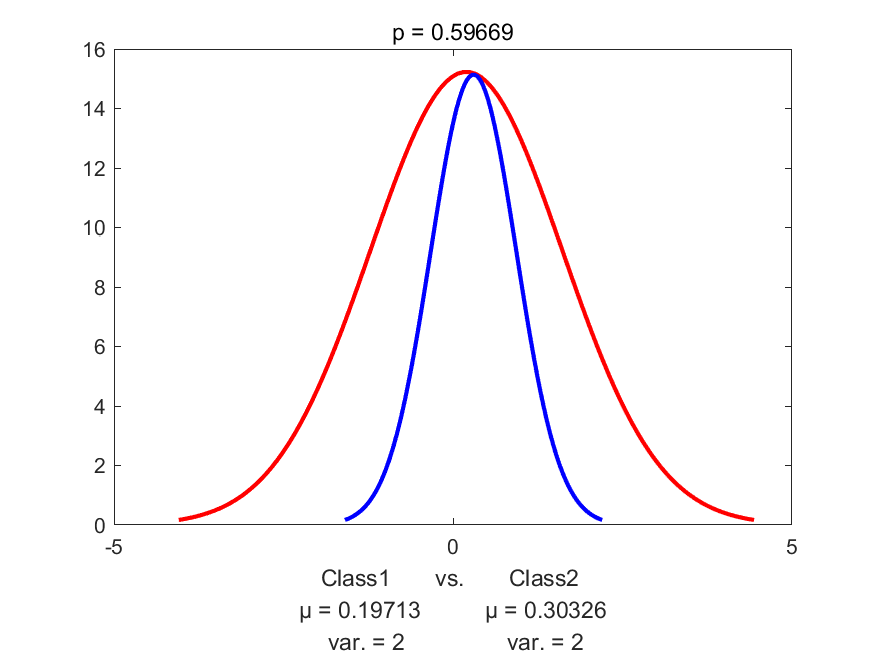 p = 0.59669
16
14
12
10
8
6
4
2
0
-5 0 5
Class1 vs. Class2
μ = 0.19713 μ = 0.30326
var. = 2 var. = 2